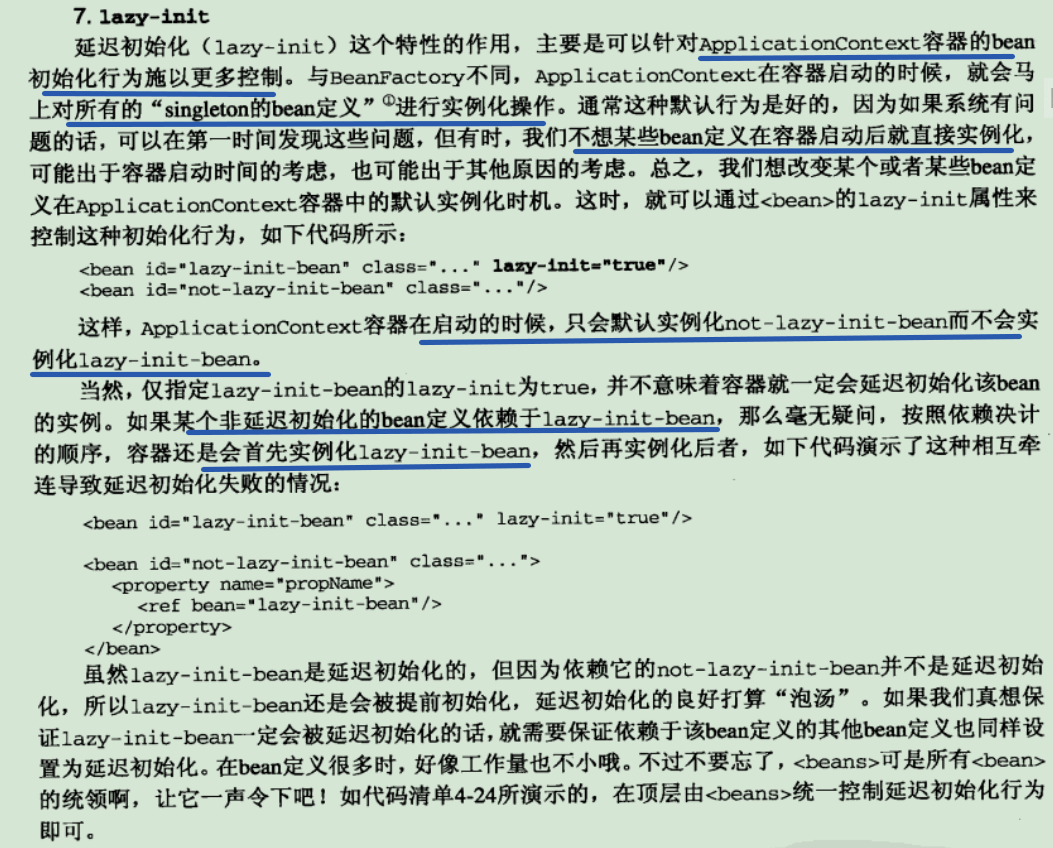 7. lazy-init
延迟初始化（lazy-init）这个特性的作用，主要是可以针对ApplicationContext容器的bean
初始化行为施以更多控制。与BeanFactory不同，ApplicationContext在容器启动的时候，就会马
上对所有的“singleton的bean定义”①进行实例化操作。通常这种默认行为是好的，因为如果系统有问
题的话，可以在第一时间发现这些问题，但有时，我们不想某些bean定义在容器启动后就直接实例化，
可能出于容器启动时间的考虑，也可能出于其他原因的考虑。总之，我们想改变某个或者某些bean定
义在ApplicationContext容器中的默认实例化时机。这时，就可以通过<bean>的lazy-init属性来
控制这种初始化行为，如下代码所示：
<bean id="lazy-init-bean" class="..." lazy-init="true"/>
<bean id="not-lazy-init-bean" class="..."/>
这样，ApplicationContext容器在启动的时候，只会默认实例化not-lazy-init-bean而不会实
例化lazy-init-bean。
当然，仅指定lazy-init-bean的lazy-init为true，并不意味着容器就一定会延迟初始化该bean
的实例。如果某个非延迟初始化的bean定义依赖于lazy-init-bean，那么毫无疑问，按照依赖决计
的顺序，容器还是会首先实例化lazy-init-bean，然后再实例化后者，如下代码演示了这种相互牵
连导致延迟初始化失败的情况：
<bean id="lazy-init-bean" class="..." lazy-init="true"/>
<bean id="not-lazy-init-bean" class="...">
<property name="propName">
<ref bean="lazy-init-bean"/>
</property>
</bean>
虽然lazy-init-bean是延迟初始化的，但因为依赖它的not-lazy-init-bean并不是延迟初始
化，所以lazy-init-bean还是会被提前初始化，延迟初始化的良好打算“泡汤”。如果我们真想保
证lazy-init-bean一定会被延迟初始化的话，就需要保证依赖于该bean定义的其他bean定义也同样设
置为延迟初始化。在bean定义很多时，好像工作量也不小哦。不过不要忘了，<beans>可是所有<bean>
的统领啊，让它一声令下吧！如代码清单4-24所演示的，在顶层由<beans>统一控制延迟初始化行为
即可。